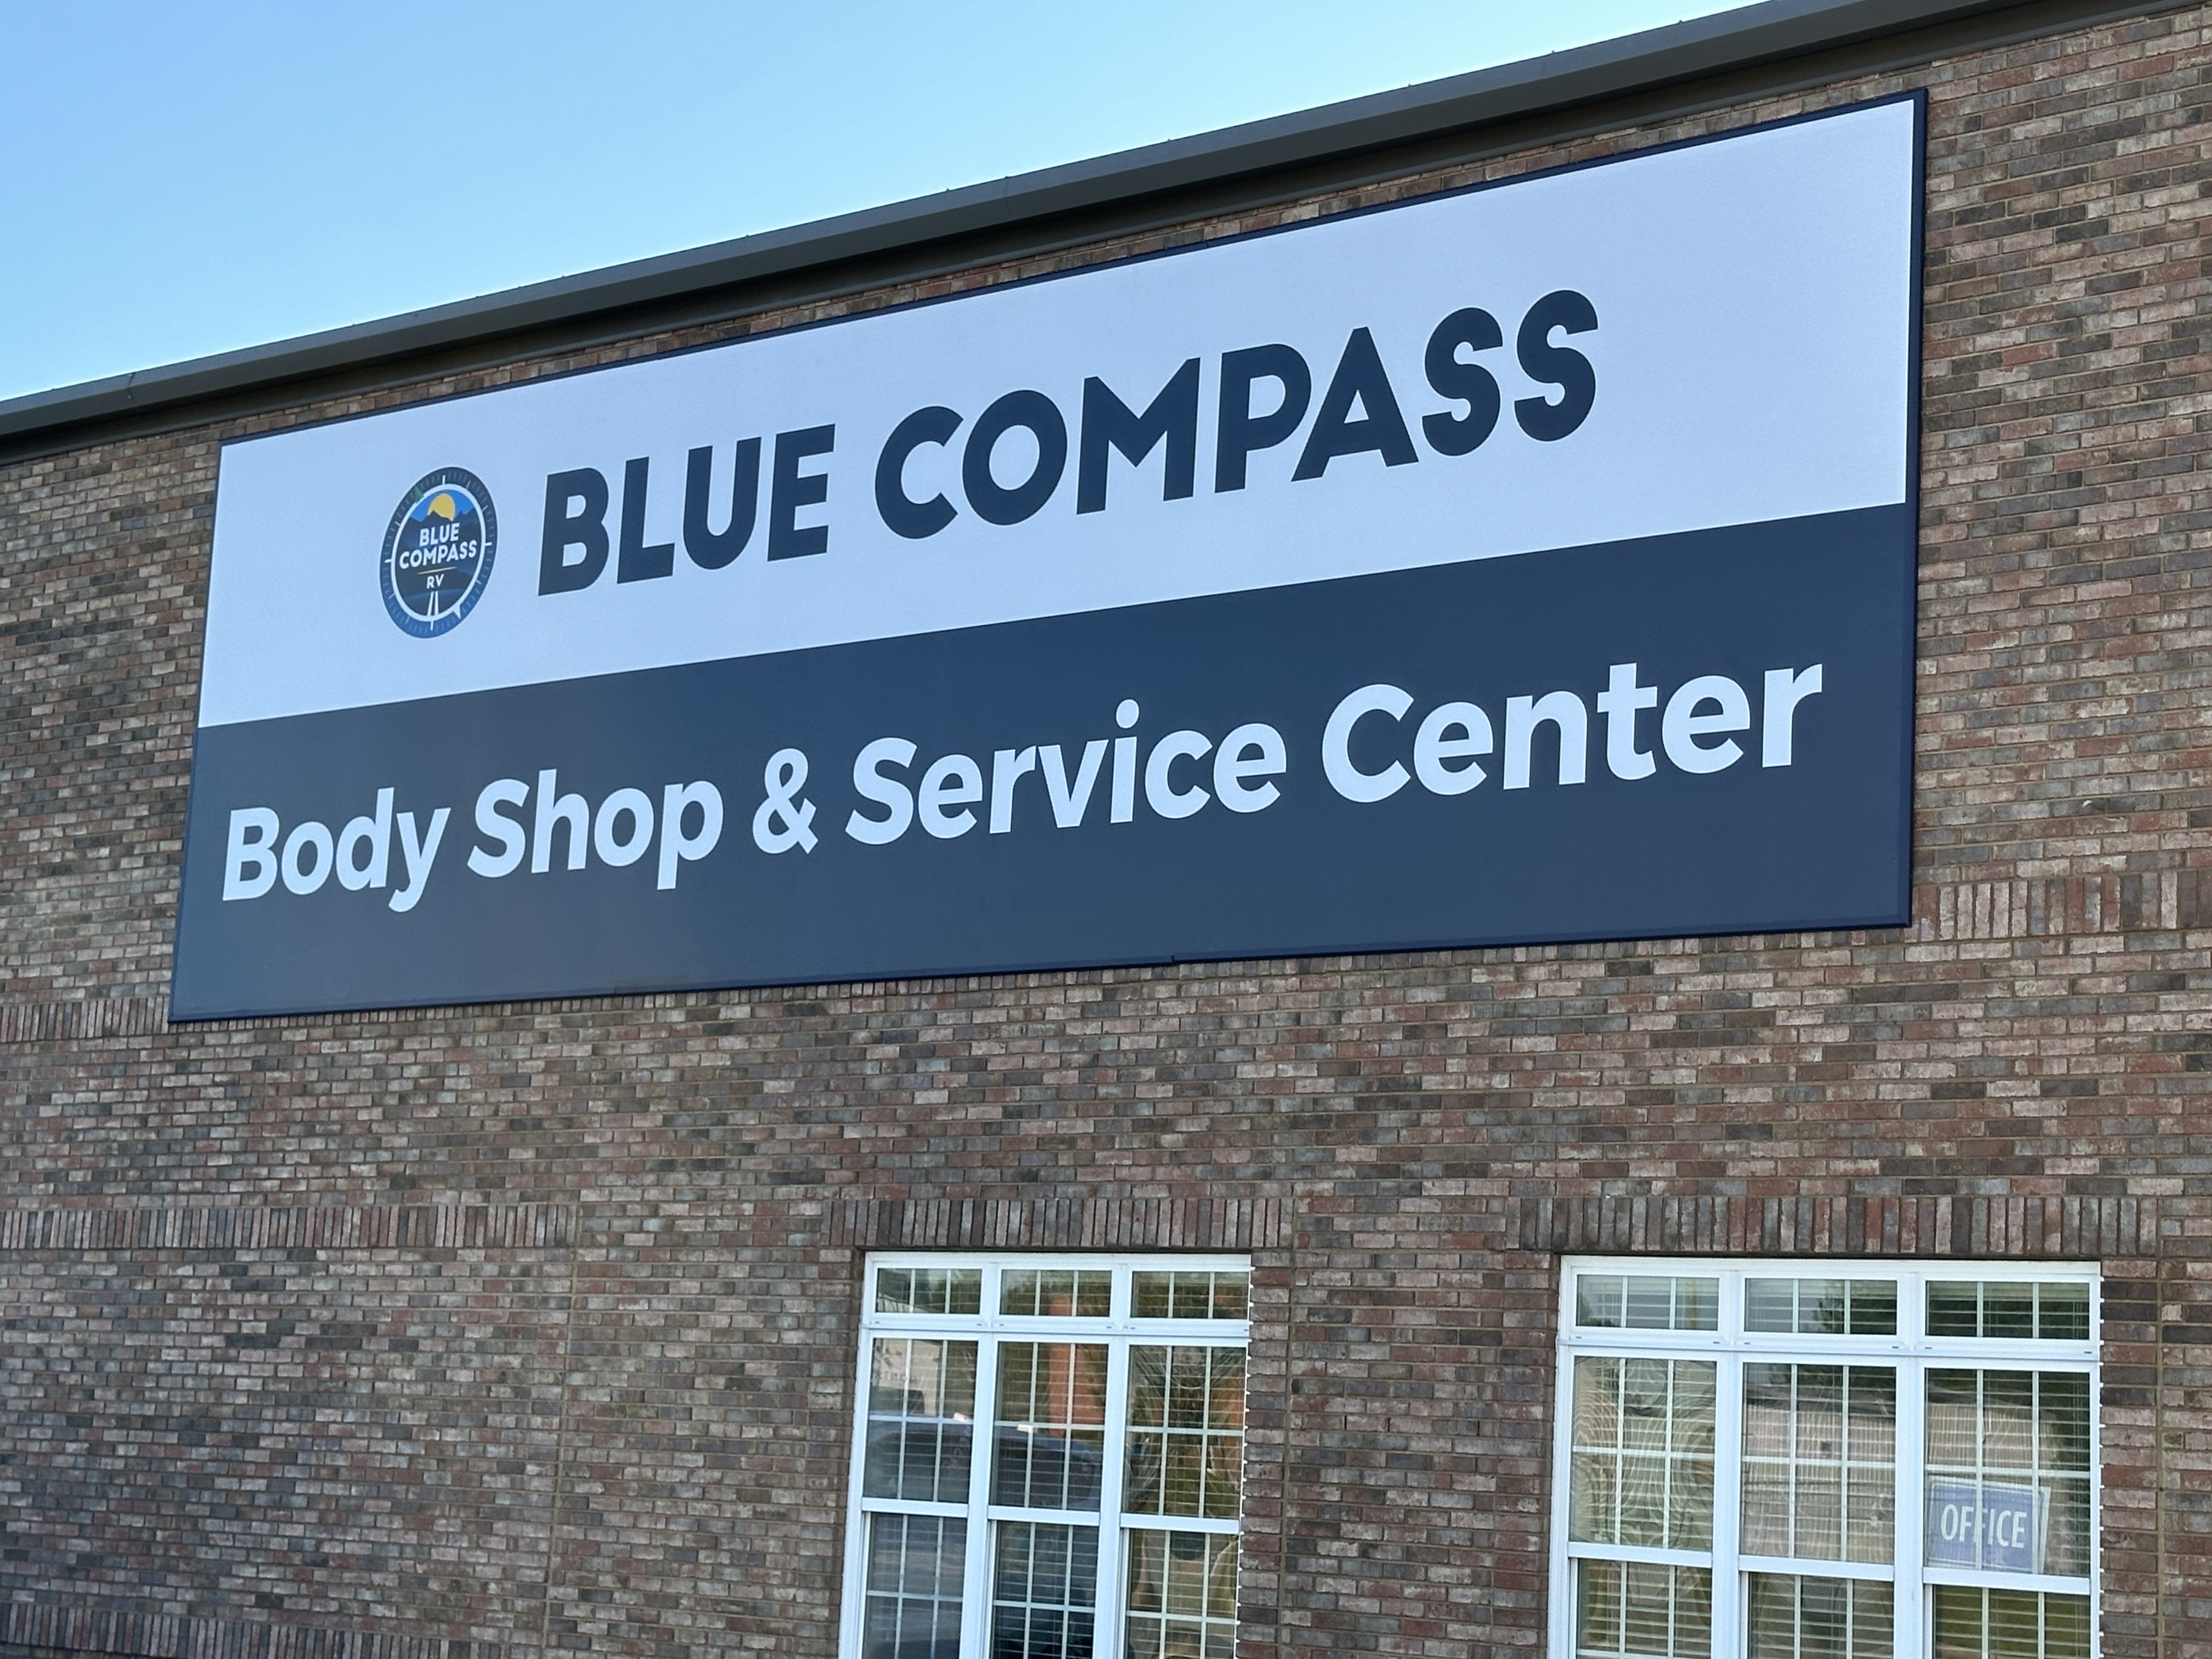 BLUE COMPASS
BLUE
COMPASS
RV
Body Shop & Service Center
OFFICE